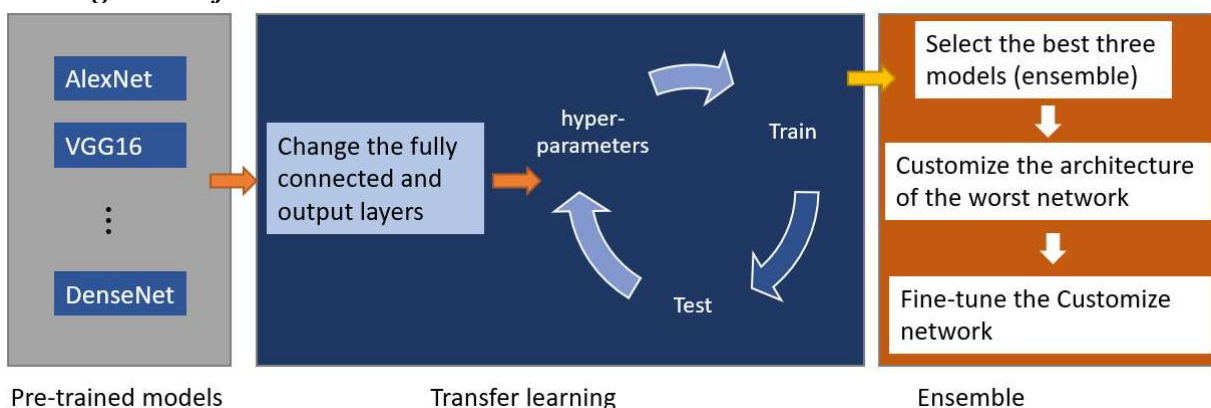 AlexNet
VGG16
DenseNet
Change the fully
connected and
output layers
hyper-
parameters
Train
Test
Select the best three
models (ensemble)
Customize the architecture
of the worst network
Fine-tune the Customize
network
Pre-trained models
Transfer learning
Ensemble